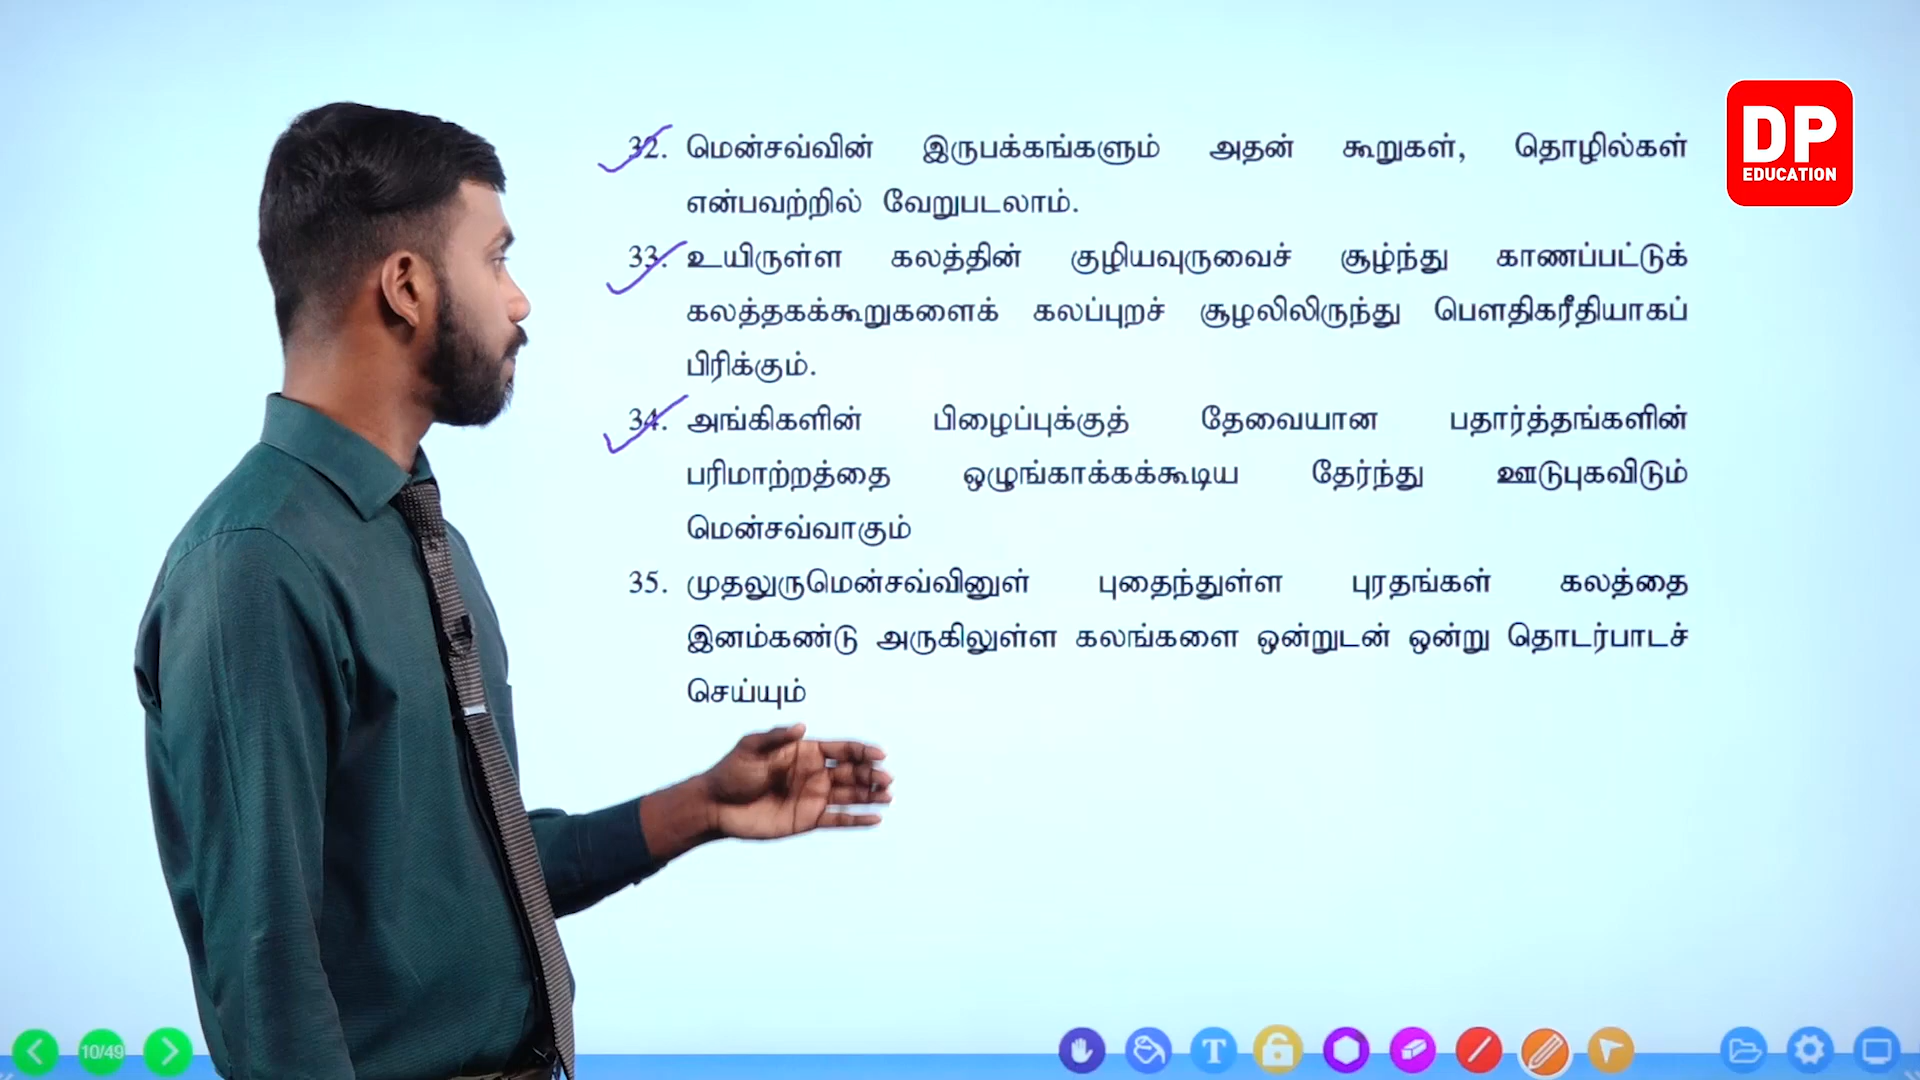 DP
EDUCATION
32. மென்சவ்வின் இருபக்கங்களும் அதன் கூறுகள், தொழில்கள்
என்பவற்றில் வேறுபடலாம்.
33. உயிருள்ள கலத்தின் குழியவுருவைச் சூழ்ந்து காணப்பட்டுக்
கலத்தகக்கூறுகளைக் கலப்புறச் சூழலிலிருந்து பௌதிகரீதியாகப்
பிரிக்கும்.
34. அங்கிகளின் பிழைப்புக்குத் தேவையான பதார்த்தங்களின்
பரிமாற்றத்தை ஒழுங்காக்கக்கூடிய தேர்ந்து ஊடுபுகவிடும்
மென்சவ்வாகும்
35. முதலுருமென்சவ்வினுள் புதைந்துள்ள புரதங்கள் கலத்தை
இனம்கண்டு அருகிலுள்ள கலங்களை ஒன்றுடன் ஒன்று தொடர்பாடச்
செய்யும்
10/49
T